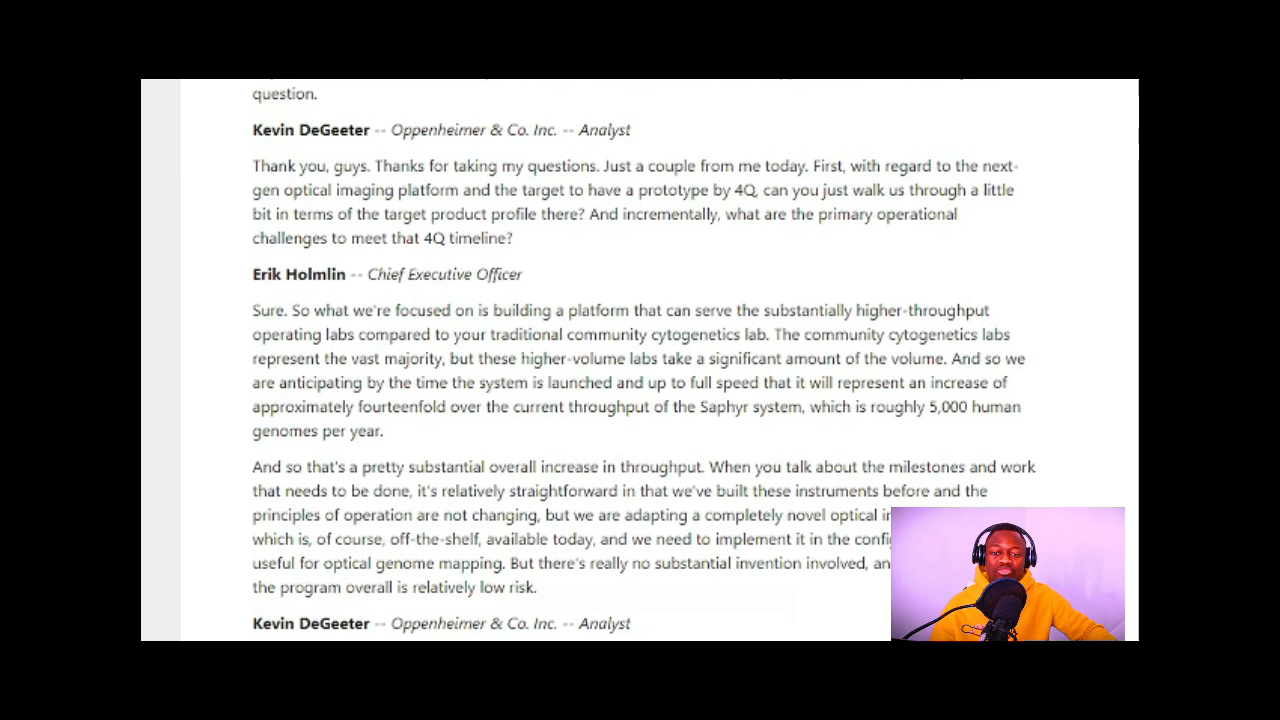 question.
Kevin DeGeeter -- Oppenheimer & Co. Inc. -- Analyst
Thank you, guys. Thanks for taking my questions. Just a couple from me today. First, with regard to the next-
gen optical imaging platform and the target to have a prototype by 4Q, can you just walk us through a little
bit in terms of the target product profile there? And incrementally, what are the primary operational
challenges to meet that 4Q timeline?
Erik Holmlin -- Chief Executive Officer
Sure. So what we're focused on is building a platform that can serve the substantially higher-throughput
operating labs compared to your traditional community cytogenetics lab. The community cytogenetics labs
represent the vast majority, but these higher-volume labs take a significant amount of the volume. And so we
are anticipating by the time the system is launched and up to full speed that it will represent an increase of
approximately fourteenfold over the current throughput of the Saphyr system, which is roughly 5,000 human
genomes per year.
And so that's a pretty substantial overall increase in throughput. When you talk about the milestones and work
that needs to be done, it's relatively straightforward in that we've built these instruments before and the
principles of operation are not changing, but we are adapting a completely novel optical
which is, of course, off-the-shelf, available today, and we need to implement it in the
useful for optical genome mapping. But there's really no substantial invention involved,
the program overall is relatively low risk.
Kevin DeGeeter -- Oppenheimer & Co. Inc. -- Analyst